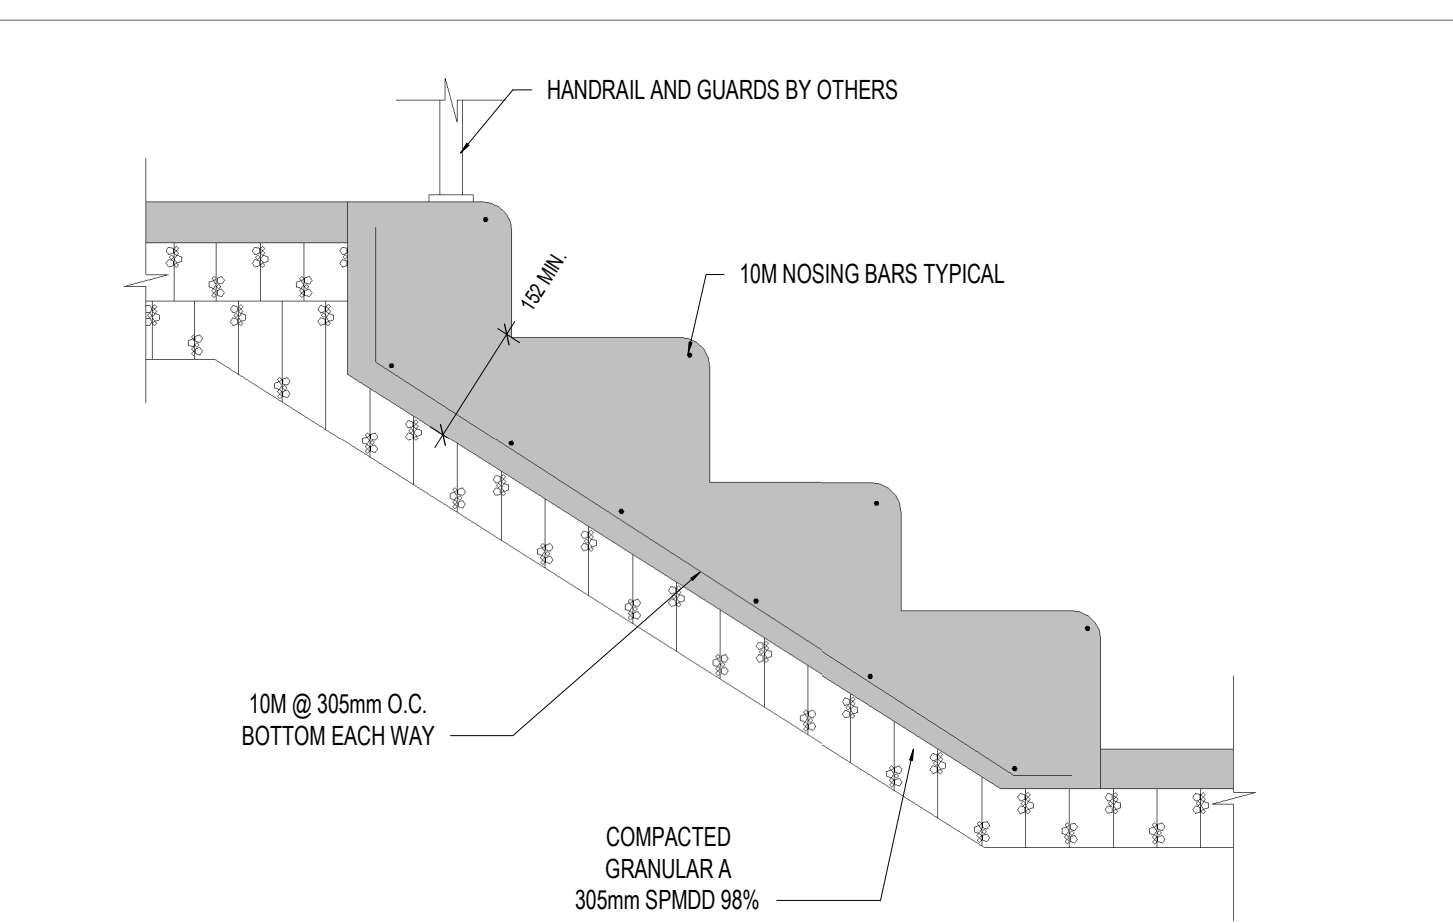 HANDRAIL AND GUARDS BY OTHERS
152 MIN.
10M NOSING BARS TYPICAL
10M @ 305mm O.C.
BOTTOM EACH WAY
COMPACTED
GRANULAR A
305mm SPMDD 98%